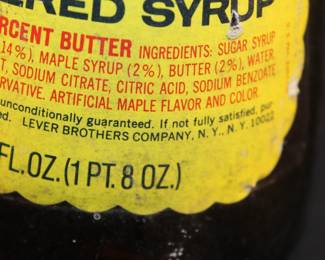 ERED SYRUP
ERCENT BUTTER INGREDIENTS: SUGAR SYRUP
14%), MAPLE SYRUP (2%), BUTTER (2%), WATER,
T, SODIUM CITRATE, CITRIC ACID, SODIUM BENZOATE
RVATIVE, ARTIFICIAL MAPLE FLAVOR AND COLOR.
unconditionally guaranteed. If not fully satisfied, pur
ed. LEVER BROTHERS COMPANY, N.Y., N.Y. 10022
FL.OZ.(1 PT. 8 OZ.)